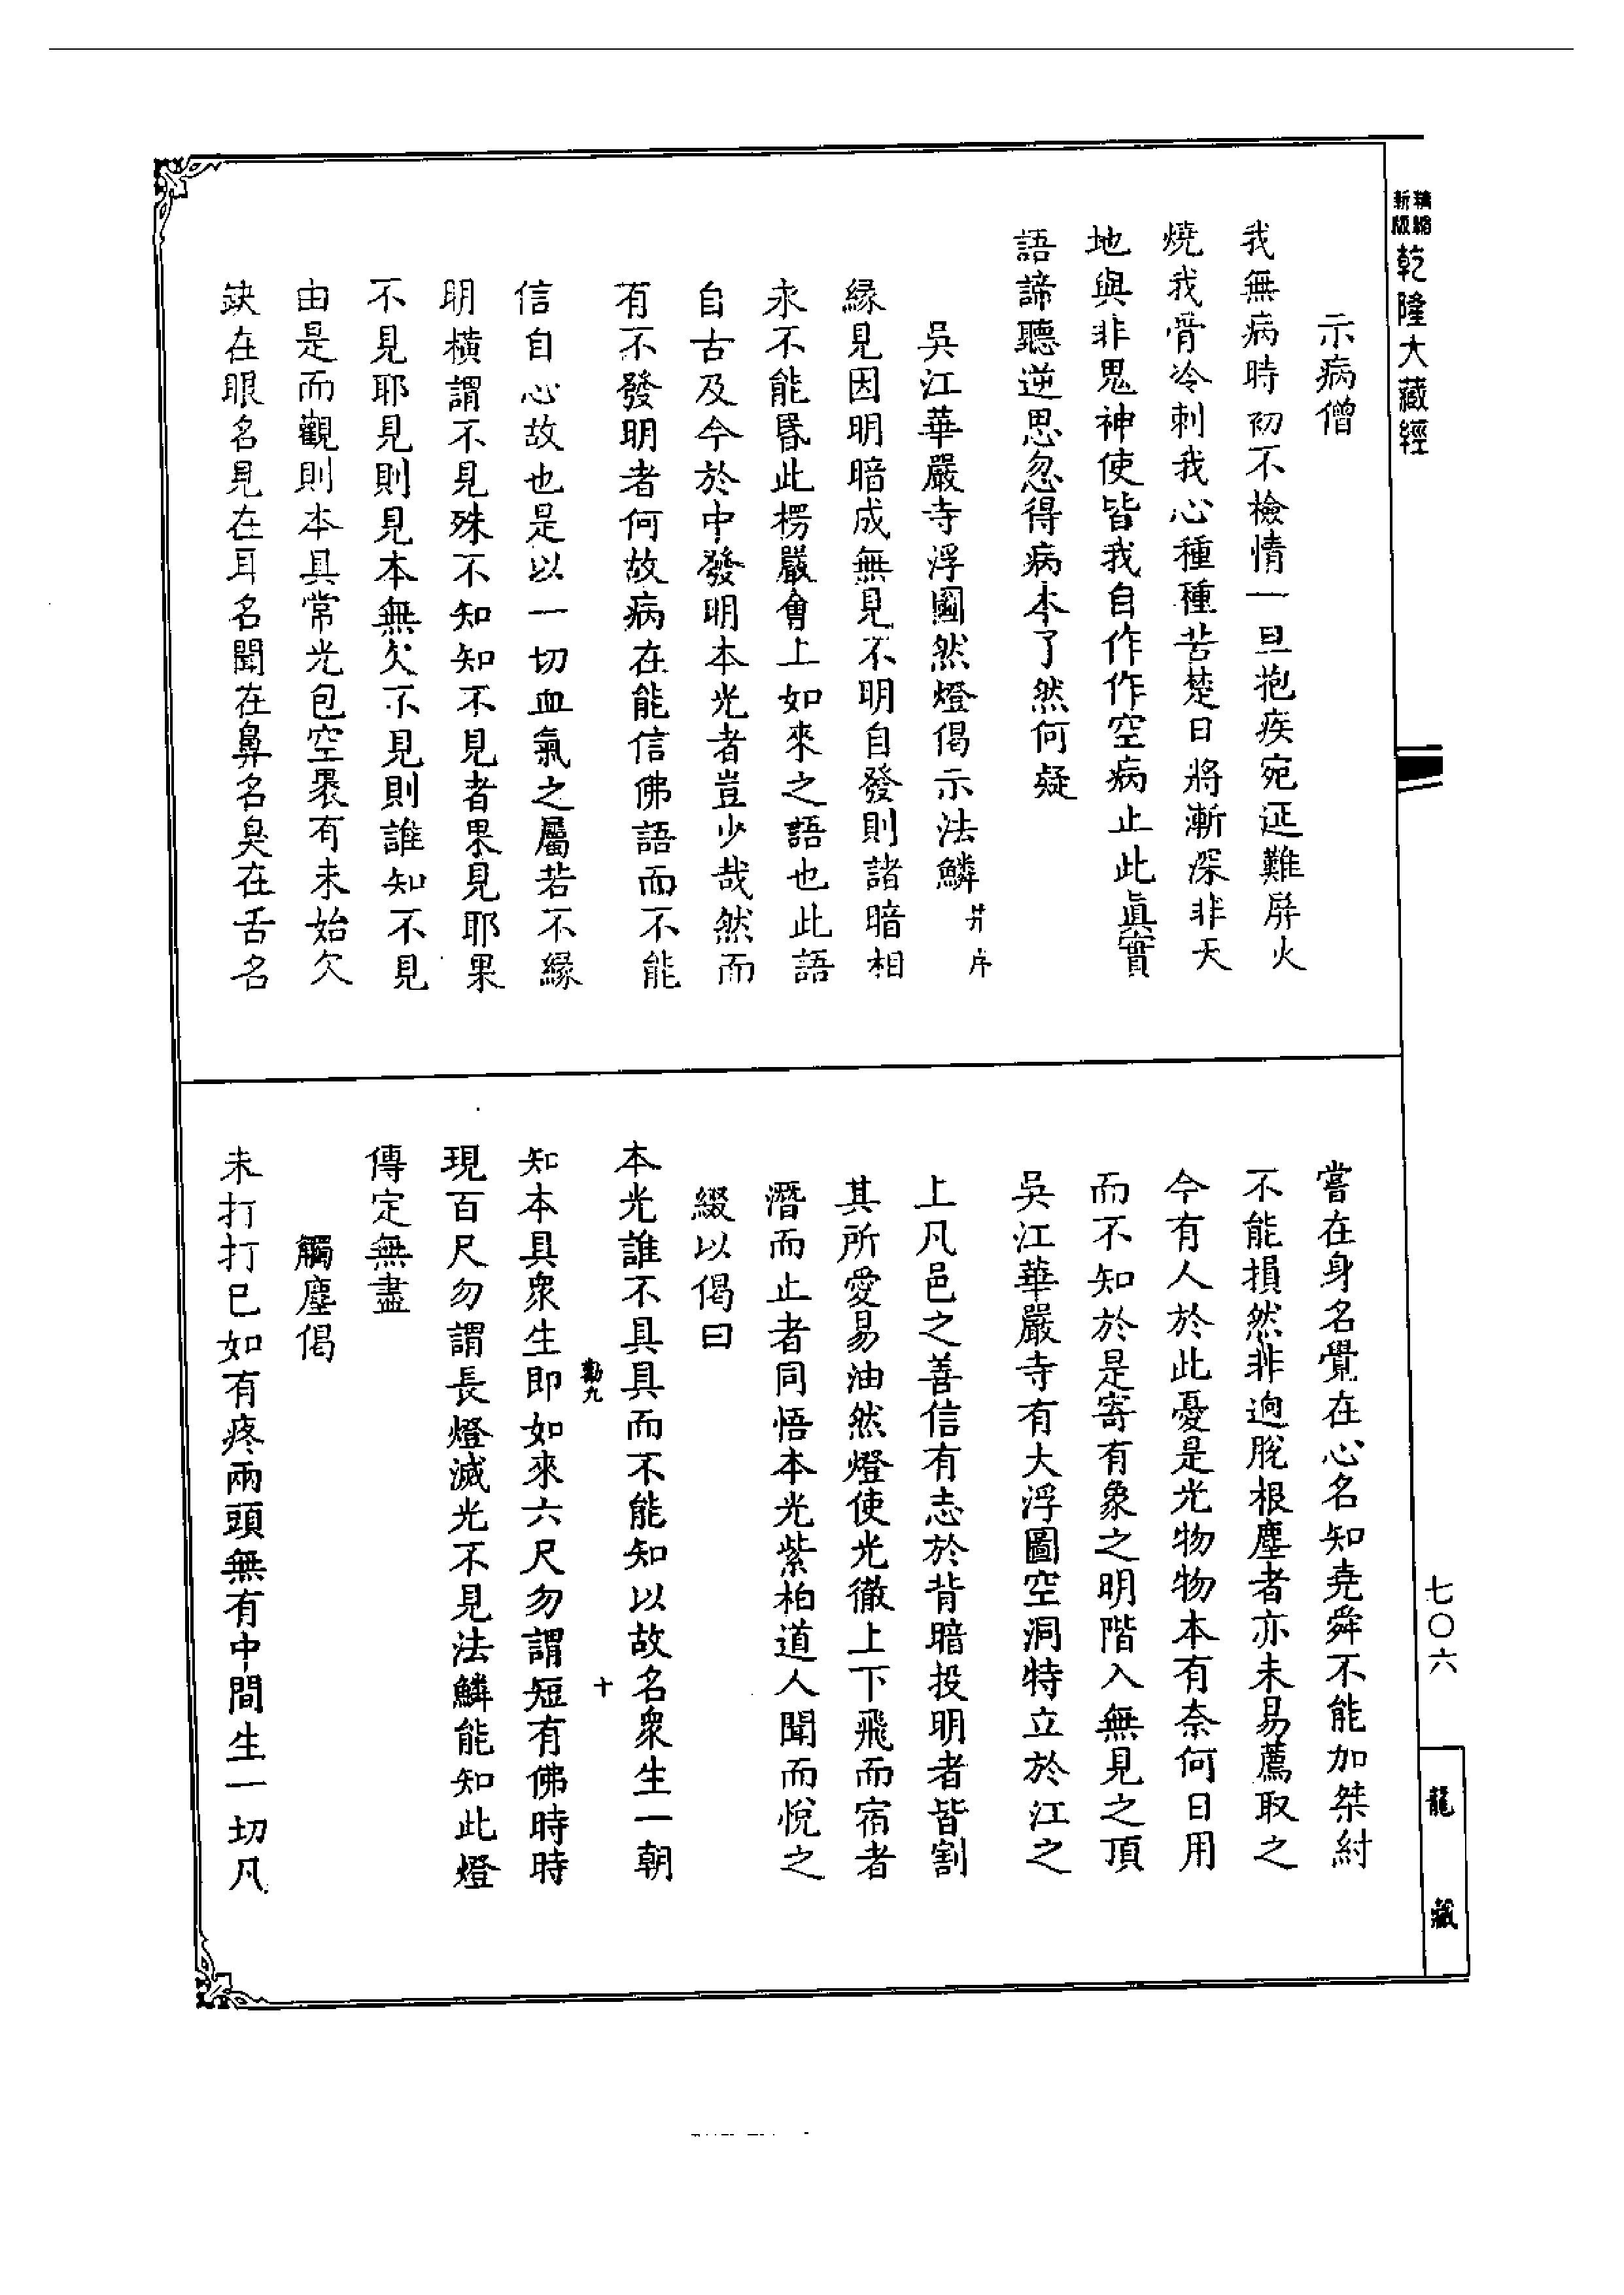 精縮新版
乾隆大藏經
七〇六
龍藏
示病僧
我無病時初不檢情一旦抱疾宛延難屏火
燒我骨冷刺我心種種苦楚日將漸深非天
地與非鬼神使皆我自作作空病止此眞實
語諦聽逆思忽得病本了然何疑
吳江華嚴寺浮圖然燈偈示法鱗
幷序
緣見因明暗成無見不明自發則諸暗相
永不能昏此楞嚴會上如來之語也此語
自古及今於中發明本光者豈少哉然而
有不發明者何故病在能信佛語而不能
信自心故也是以一切血氣之屬若不緣
明橫謂不見殊不知知不見者果見耶果
不見耶見則見本無欠不見則誰知不見
由是而觀則本具常光包空褁有未始欠
缺在眼名見在耳名聞在鼻名臭在舌名
嘗在身名覺在心名知堯舜不能加桀紂
不能損然非逈脫根塵者亦未易薦取之
今有人於此憂是光物物本有奈何日用
而不知於是寄有象之明階入無見之頂
吳江華嚴寺有大浮圖空洞特立於江之
上凡邑之善信有志於背暗投明者皆割
其所愛易油然燈使光徹上下飛而宿者
潛而止者同悟本光紫柏道人聞而悅之
綴以偈曰
本光誰不具具而不能知以故名衆生一朝
勸九
十
知本具衆生即如來六尺勿謂短有佛時時
現百尺勿謂長燈滅光不見法鱗能知此燈
傳定無盡
觸塵偈
未打打已如有疼兩頭無有中間生一切凡